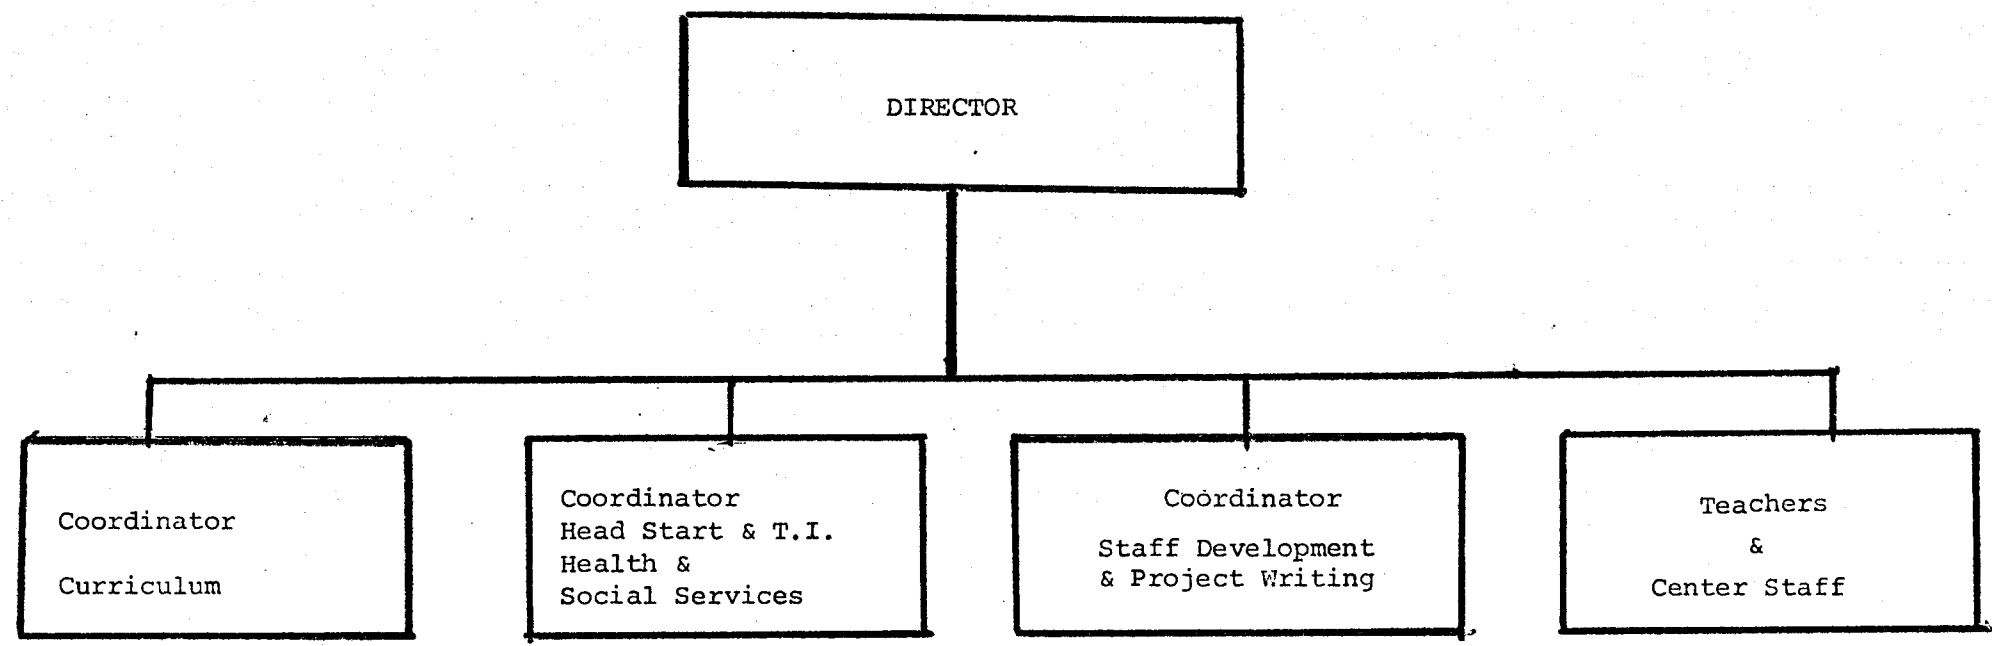 DIRECTOR
Coordinator
Curriculum
Coordinator
Head Start & T.I.
Health &
Social Services
Coordinator
Staff Development
& Project Writing
Teachers
&
Center Staff